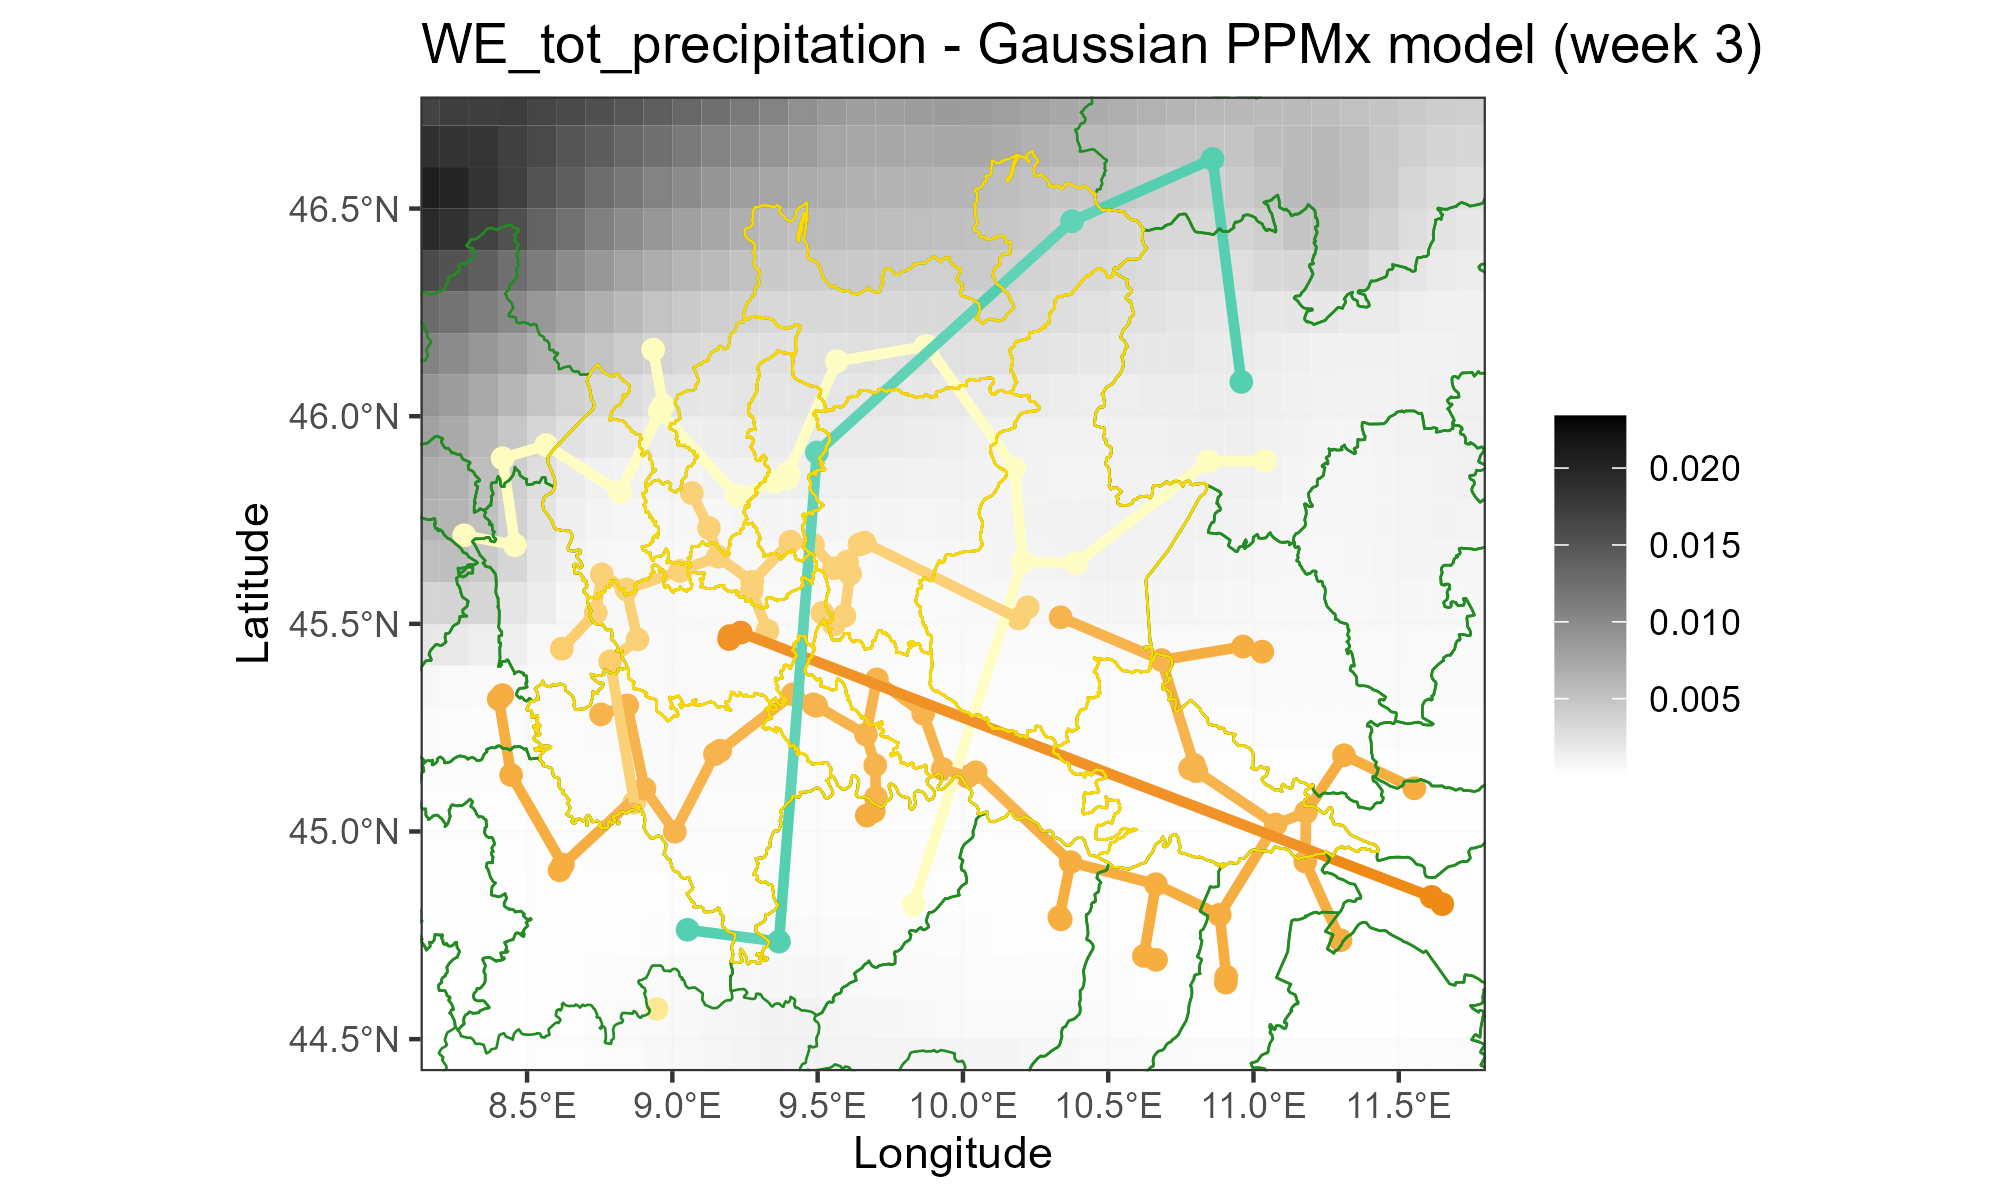 WE_tot_precipitation - Gaussian PPMx model (week 3)
46.5°N
46.0°N
45.5°N
45.0°N
44.5°N
Latitude
8.5°E 9.0°E 9.5°E 10.0°E 10.5°E 11.0°E 11.5°E
Longitude
0.020
0.015
0.010
0.005